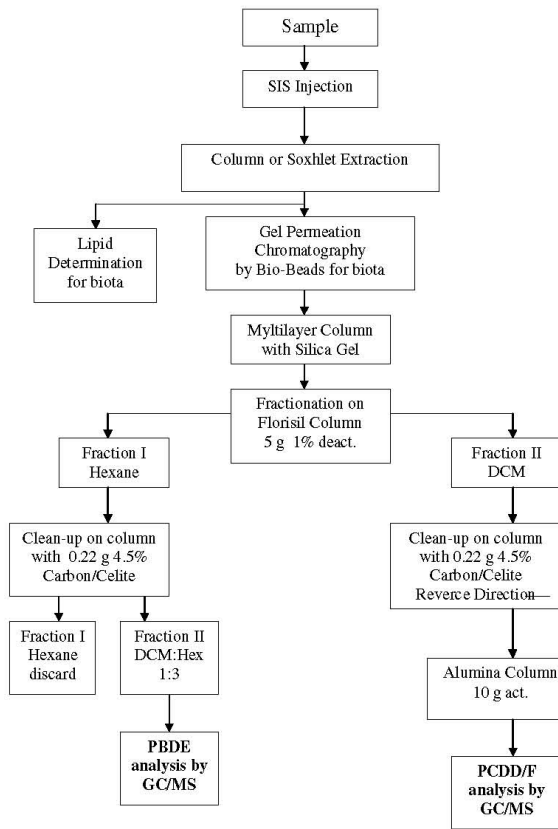 Sample
SIS Injection
Column or Soxhlet Extraction
Lipid
Determination
for biota
Gel Permeation
Chromatography
by Bio-Beads for biota
Myltilayer Column
with Silica Gel
Fractionation on
Florisil Column
5 g 1% deact.
Fraction I
Hexane
Fraction II
DCM
Clean-up on column
with 0.22 g 4.5%
Carbon/Celite
Clean-up on column
with 0.22 g 4.5%
Carbon/Celite
Reverce Direction
Fraction I
Hexane
discard
Fraction II
DCM:Hex
1:3
Alumina Column
10 g act.
PBDE
analysis by
GC/MS
PCDD/F
analysis by
GC/MS